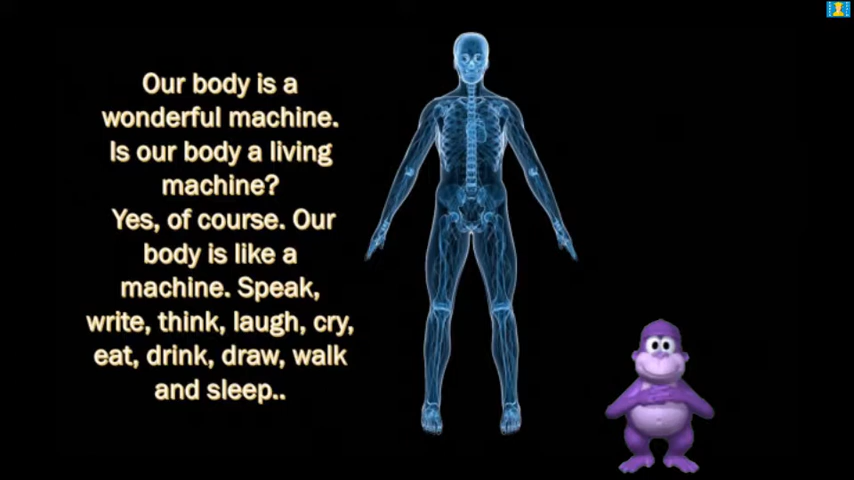 Our body is a
wonderful machine.
Is our body a living
machine?
Yes, of course. Our
body is like a
machine. Speak,
write, think, laugh, cry,
eat, drink, draw, walk
and sleep..